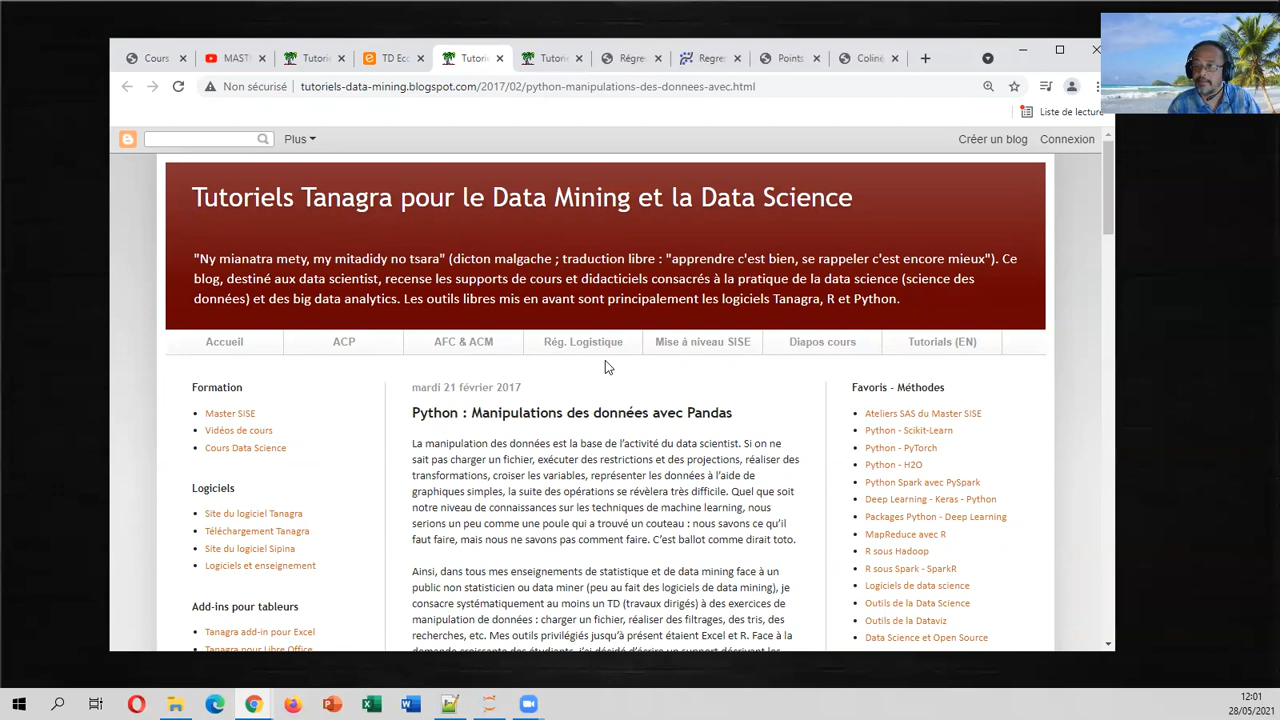 Cours
MAST
Tutori
TD Ecc
Tutori
Tutori
Régre
Regre
Points
Coliné
Non sécurisé
tutoriels-data-mining.blogspot.com/2017/02/python-manipulations-des-donnees-avec.html
Liste de lecture
Plus
Créer un blog
Connexion
Tutoriels Tanagra pour le Data Mining et la Data Science
"Ny mianatra mety, my mitadidy no tsara" (dicton malgache ; traduction libre : "apprendre c'est bien, se rappeler c'est encore mieux"). Ce
blog, destiné aux data scientist, recense les supports de cours et didacticiels consacrés à la pratique de la data science (science des
données) et des big data analytics. Les outils libres mis en avant sont principalement les logiciels Tanagra, R et Python.
Accueil
ACP
AFC & ACM
Rég. Logistique
Mise à niveau SISE
Diapos cours
Tutorials (EN)
Formation
Master SISE
Vidéos de cours
Cours Data Science
Logiciels
Site du logiciel Tanagra
Téléchargement Tanagra
Site du logiciel Sipina
Logiciels et enseignement
Add-ins pour tableurs
Tanagra add-in pour Excel
Tanagra pour Libre Office
mardi 21 février 2017
Python : Manipulations des données avec Pandas
La manipulation des données est la base de l'activité du data scientist. Si on ne
sait pas charger un fichier, exécuter des restrictions et des projections, réaliser des
transformations, croiser les variables, représenter les données à l'aide de
graphiques simples, la suite des opérations se révèlera très difficile. Quel que soit
notre niveau de connaissances sur les techniques de machine learning, nous
serions un peu comme une poule qui a trouvé un couteau : nous savons ce qu'il
faut faire, mais nous ne savons pas comment faire. C'est ballot comme dirait toto.
Ainsi, dans tous mes enseignements de statistique et de data mining face à un
public non statisticien ou data miner (peu au fait des logiciels de data mining), je
consacre systématiquement au moins un TD (travaux dirigés) à des exercices de
manipulation de données : charger un fichier, réaliser des filtrages, des tris, des
recherches, etc. Mes outils privilégiés jusqu'à présent étaient Excel et R. Face à la
demande croissante des étudiants, j'ai décidé d'écrire un support décrivant les
Favoris - Méthodes
Ateliers SAS du Master SISE
Python - Scikit-Learn
Python - PyTorch
Python - H2O
Python Spark avec PySpark
Deep Learning - Keras - Python
Packages Python - Deep Learning
MapReduce avec R
R sous Hadoop
R sous Spark - SparkR
Logiciels de data science
Outils de la Data Science
Outils de la Dataviz
Data Science et Open Source
12:01
28/05/2021